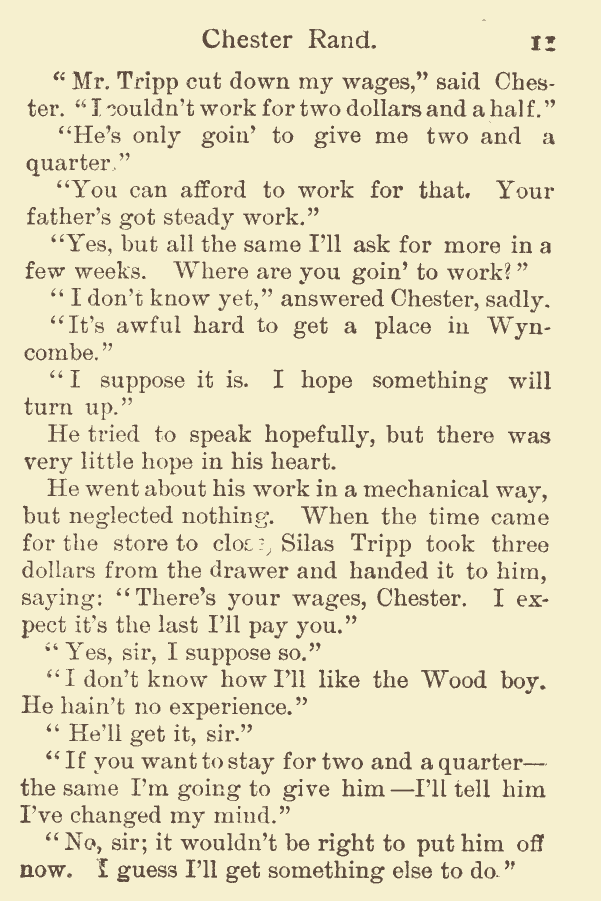 Chester Rand. 11
“Mr. Tripp cut down my wages,” said Ches-
ter. “I couldn’t work for two dollars and a half.”
“He’s only goin’ to give me two and a
quarter.”
“You can afford to work for that. Your
father’s got steady work.”
“Yes, but all the same I’ll ask for more in a
few weeks. Where are you goin’ to work?”
“I don’t know yet,” answered Chester, sadly.
“It’s awful hard to get a place in Wyn-
combe.”
“I suppose it is. I hope something will
turn up.”
He tried to speak hopefully, but there was
very little hope in his heart.
He went about his work in a mechanical way,
but neglected nothing. When the time came
for the store to close, Silas Tripp took three
dollars from the drawer and handed it to him,
saying: “There’s your wages, Chester. I ex-
pect it’s the last I’ll pay you.”
“Yes, sir, I suppose so.”
“I don’t know how I’ll like the Wood boy.
He hain’t no experience.”
“He’ll get it, sir.”
“If you want to stay for two and a quarter—
the same I’m going to give him—I’ll tell him
I’ve changed my mind.”
“No, sir; it wouldn’t be right to put him off
now. I guess I’ll get something else to do.”